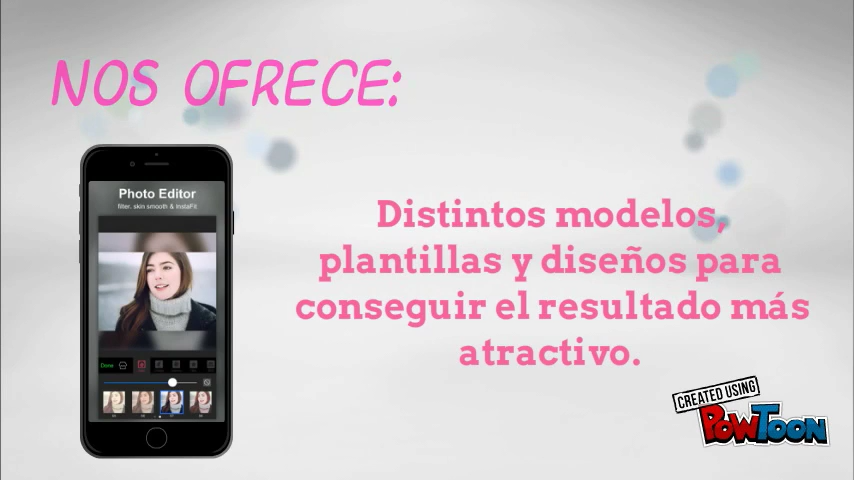 NOS OFRECE:
Photo Editor
filter, skin smooth & InstaFit
Done
Distintos modelos,
plantillas y diseños para
conseguir el resultado más
atractivo.
CREATED USING
POWTOON